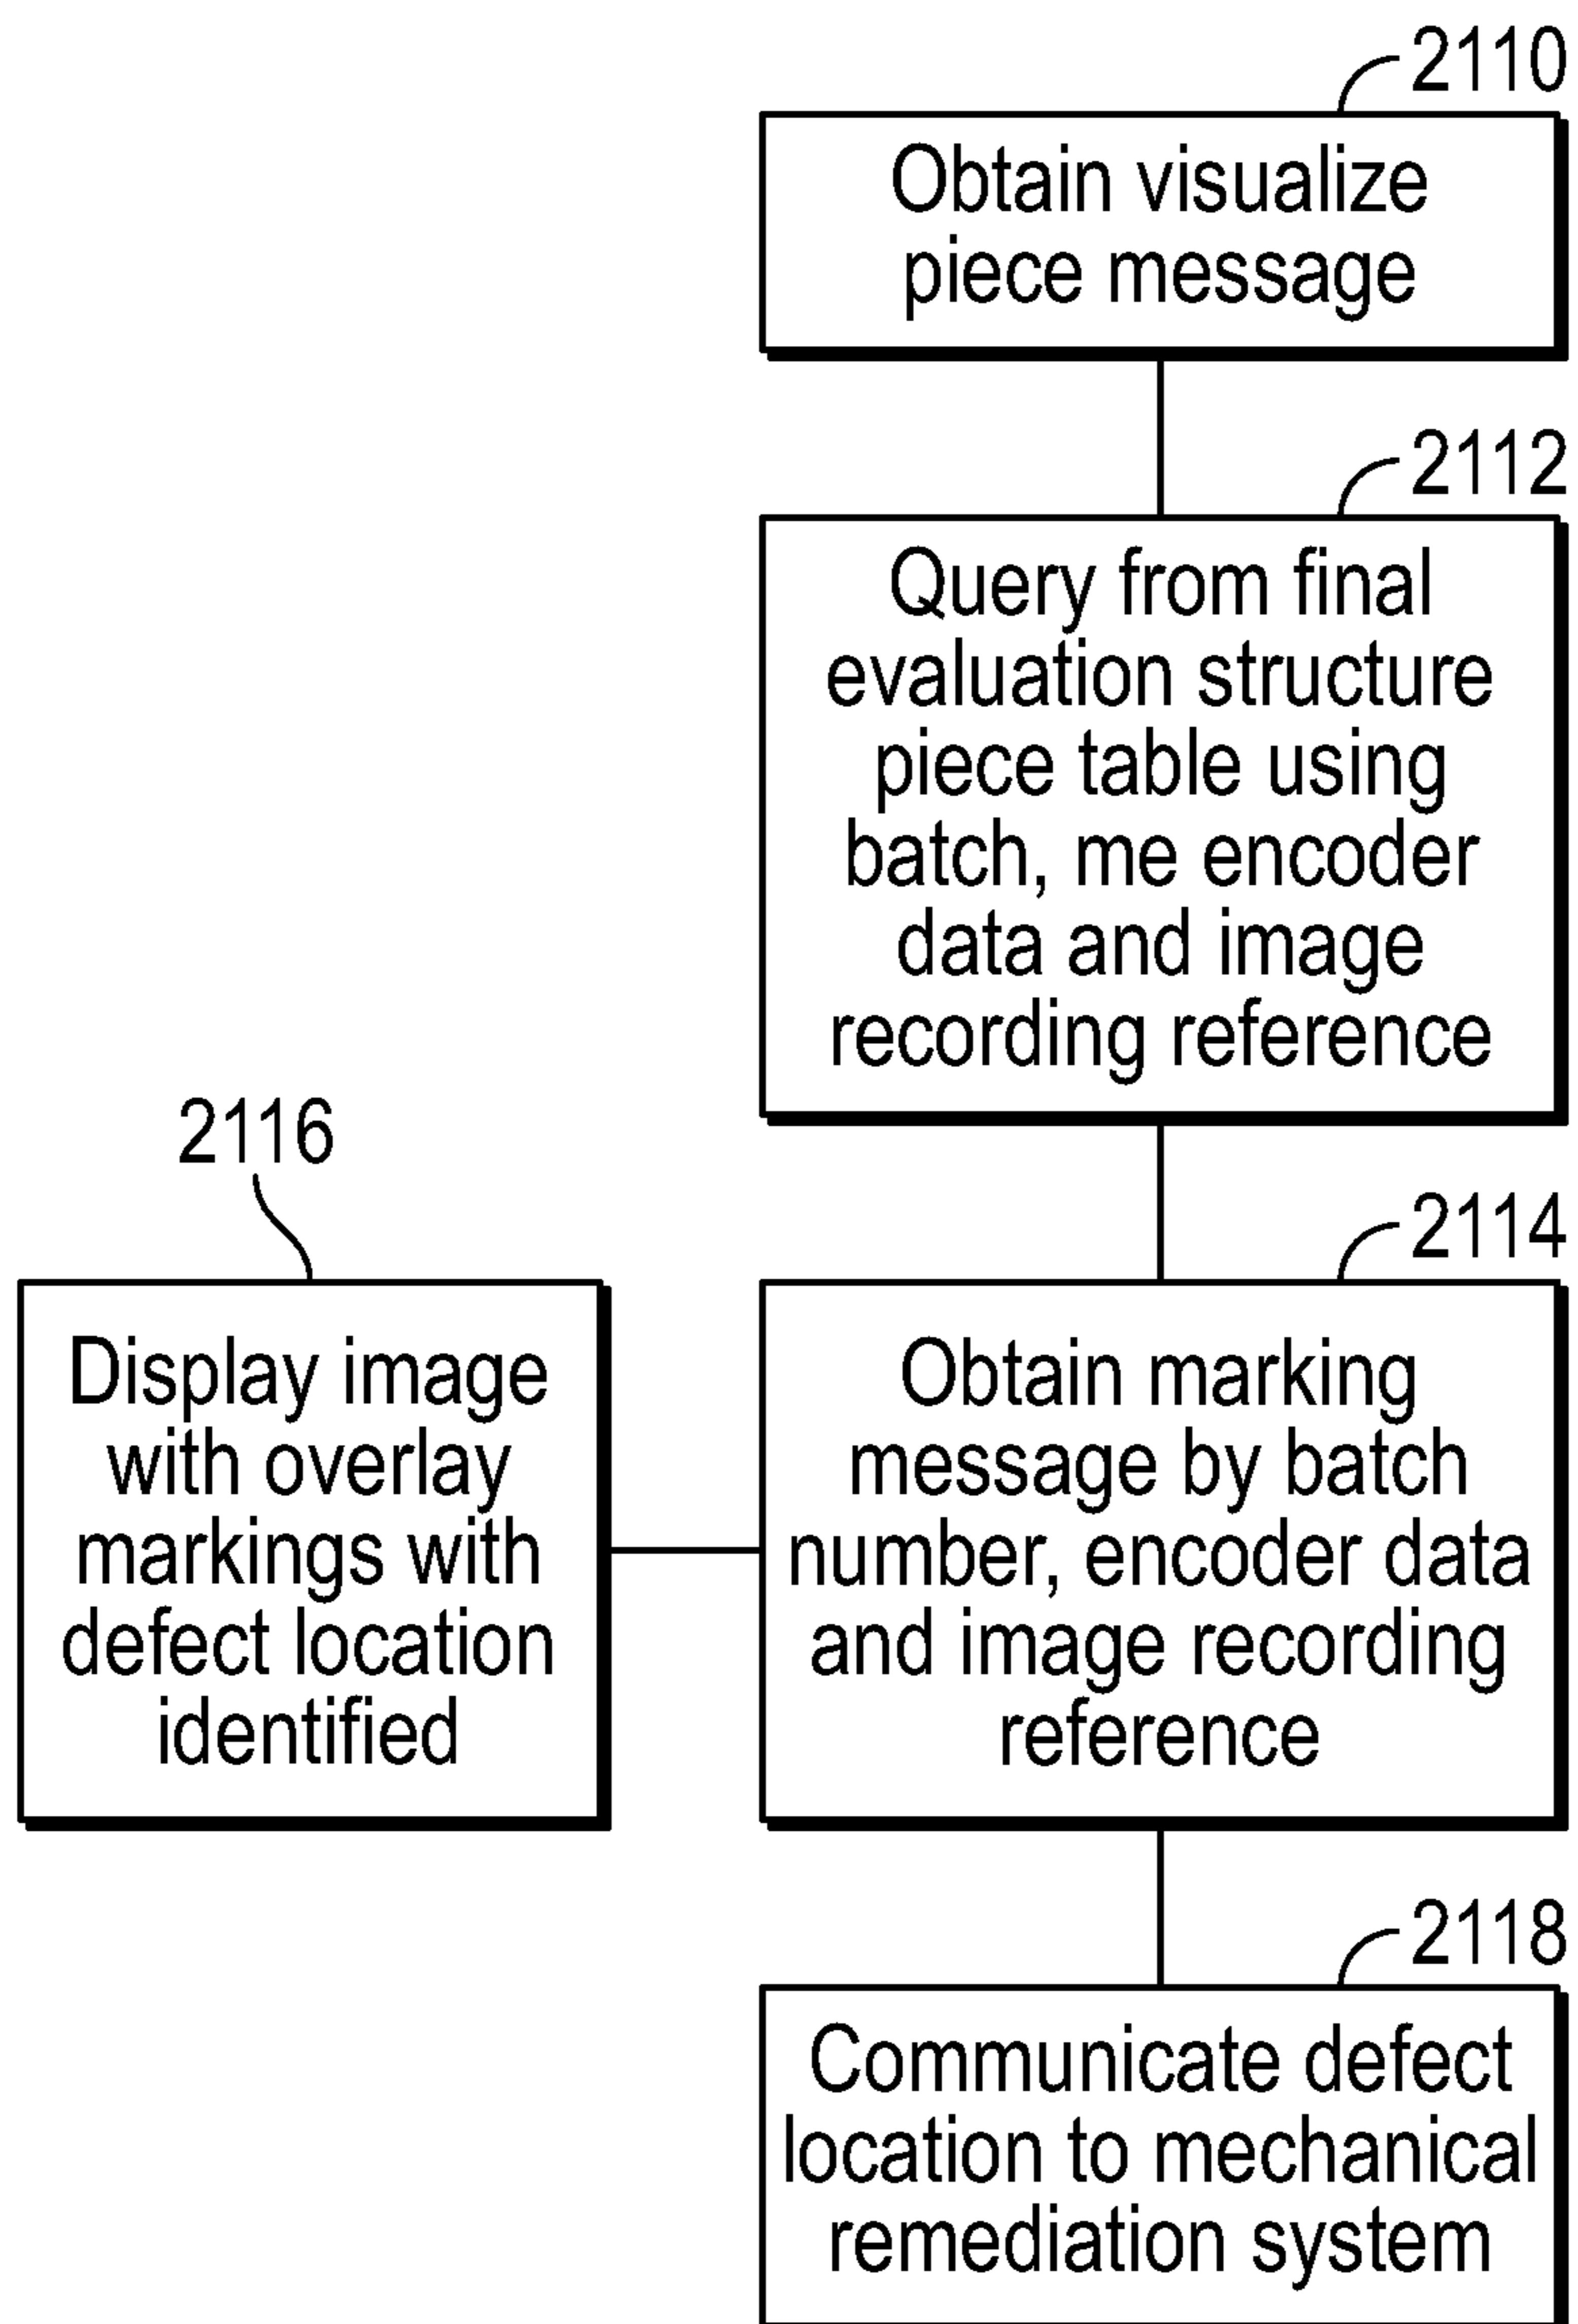 2110
Obtain visualize
piece message
2112
Query from final
evaluation structure
piece table using
batch, me encoder
data and image
recording reference
2116
Display image
with overlay
markings with
defect location
identified
2114
Obtain marking
message by batch
number, encoder data
and image recording
reference
2118
Communicate defect
location to mechanical
remediation system